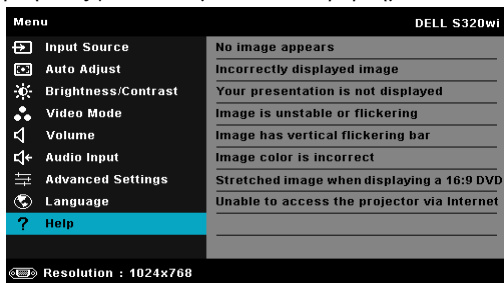 Menu
DELL S320wi
Input Source
Auto Adjust
Brightness/Contrast
Video Mode
Volume
Audio Input
Advanced Settings
Language
? Help
No image appears
Incorrectly displayed image
Your presentation is not displayed
Image is unstable or flickering
Image has vertical flickering bar
Image color is incorrect
Stretched image when displaying a 16:9 DVD
Unable to access the projector via Internet
Resolution : 1024x768